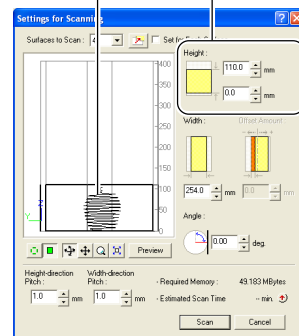 Settings for Scanning
Surfaces to Scan : 4
Height :
110.0 mm
0.0 mm
400
350
300
250
200
150
100
50
0
Width :
Offset Amount
254.0 mm
0.0 mm
Angle :
0.00 deg.
Preview
Height-direction Pitch :
Width-direction Pitch :
1.0 mm
1.0 mm
- Required Memory : 49.183 MBytes
- Estimated Scan Time -- min.
Scan
Cancel